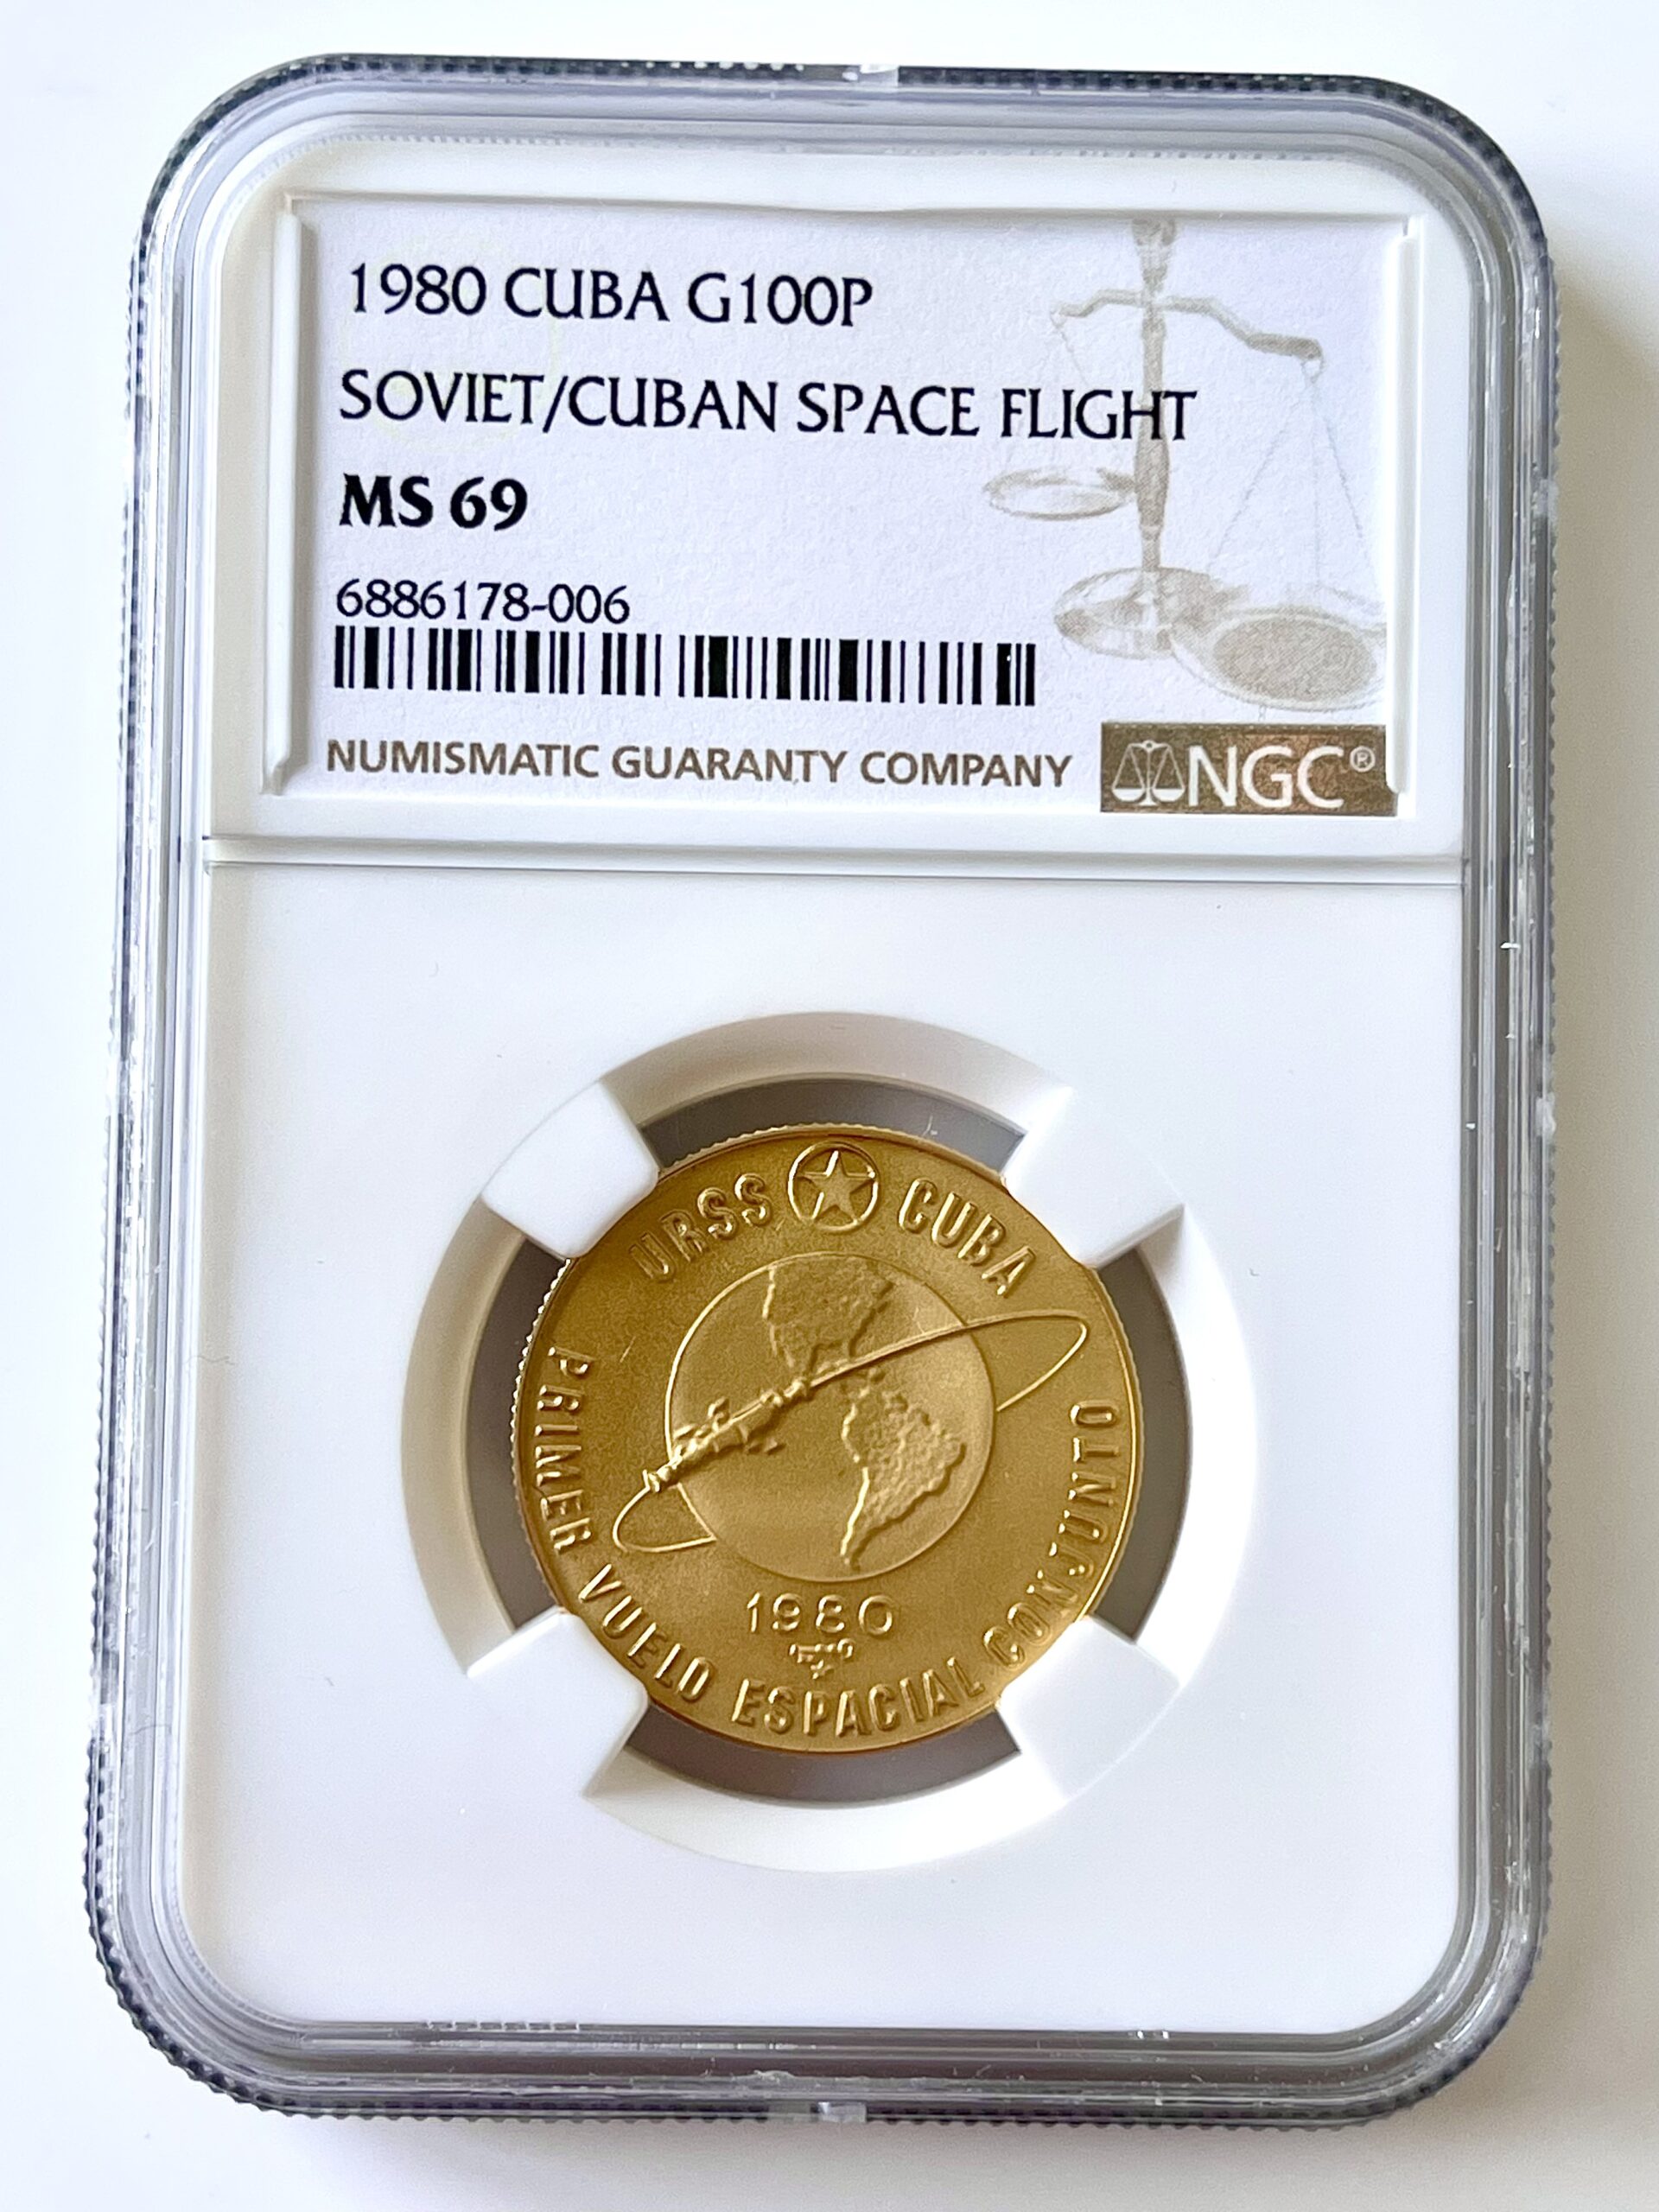 1980 CUBA G100P
SOVIET/CUBAN SPACE FLIGHT
MS 69
6886178-006
NUMISMATIC GUARANTY COMPANY
NGC®
URSS CUBA
1980
PRIMER VUELO ESPACIAL CONJUNTO